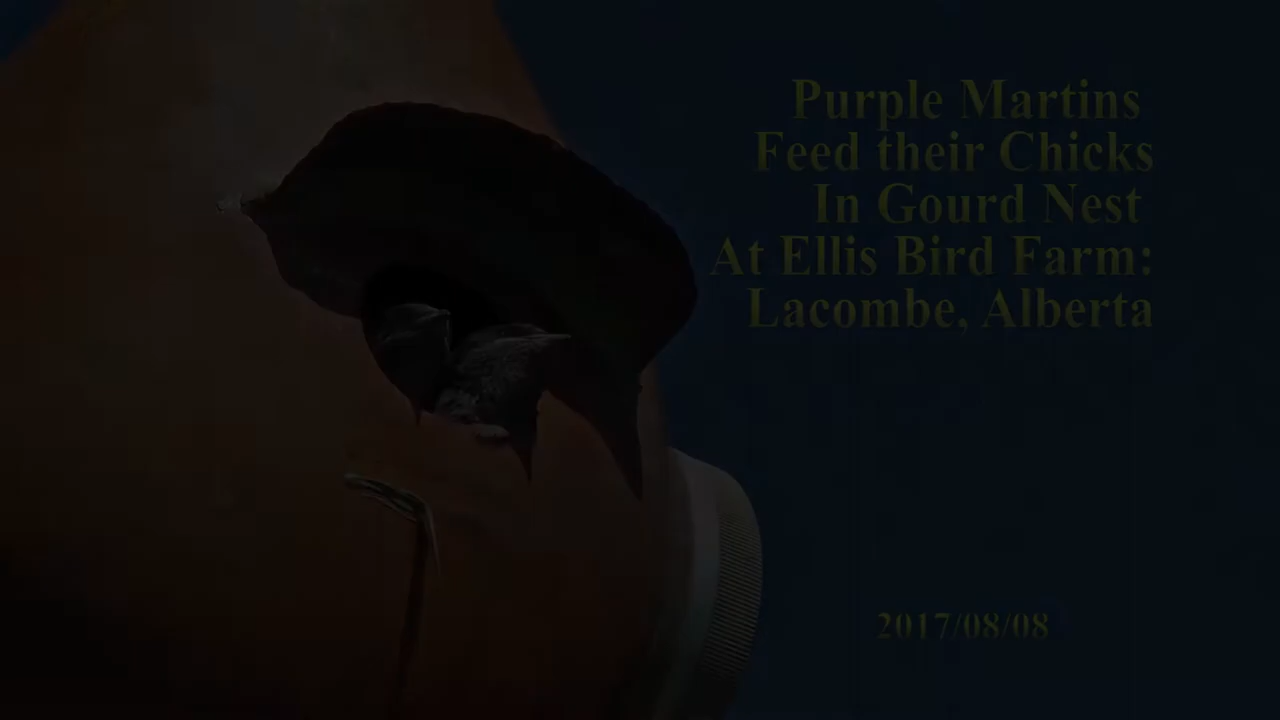 Purple Martins
Feed their Chicks
In Gourd Nest
At Ellis Bird Farm:
Lacombe, Alberta
2017/08/08